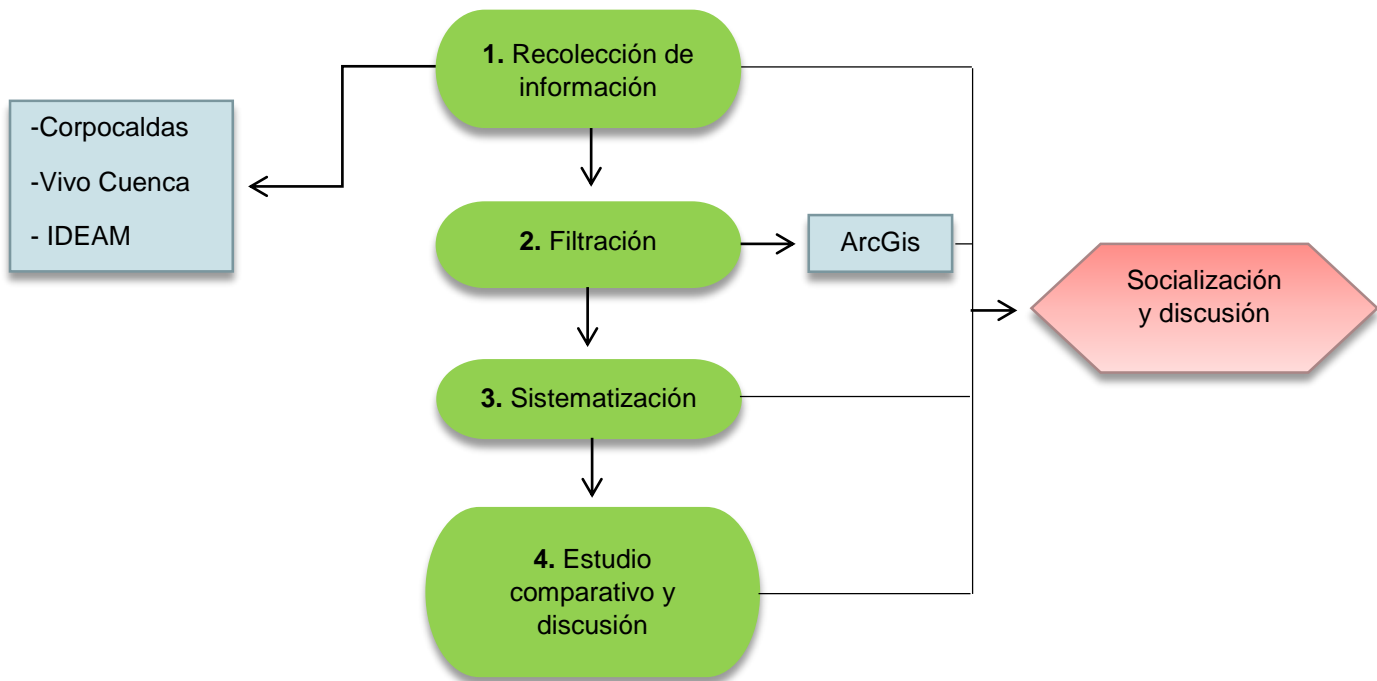 1. Recolección de
información
-Corpocaldas
-Vivo Cuenca
- IDEAM
2. Filtración
ArcGis
Socialización
y discusión
3. Sistematización
4. Estudio
comparativo y
discusión